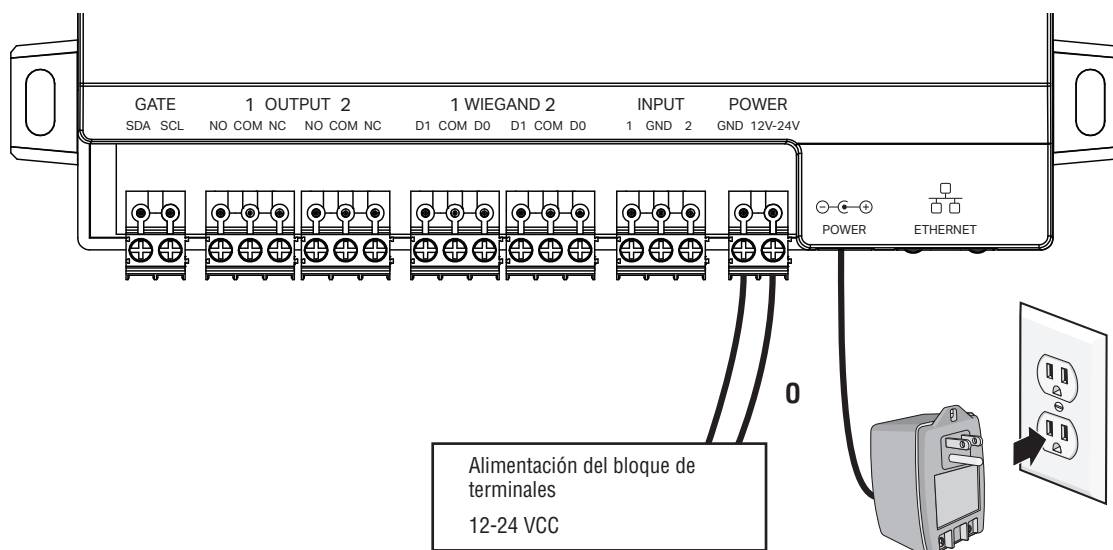 GATE 1 OUTPUT 2 1 WIEGAND 2 INPUT POWER
SDA SCL NO COM NC NO COM NC D1 COM D0 D1 COM D0 1 GND 2 GND 12V-24V
POWER ETHERNET
0
Alimentación del bloque de
terminales
12-24 VCC